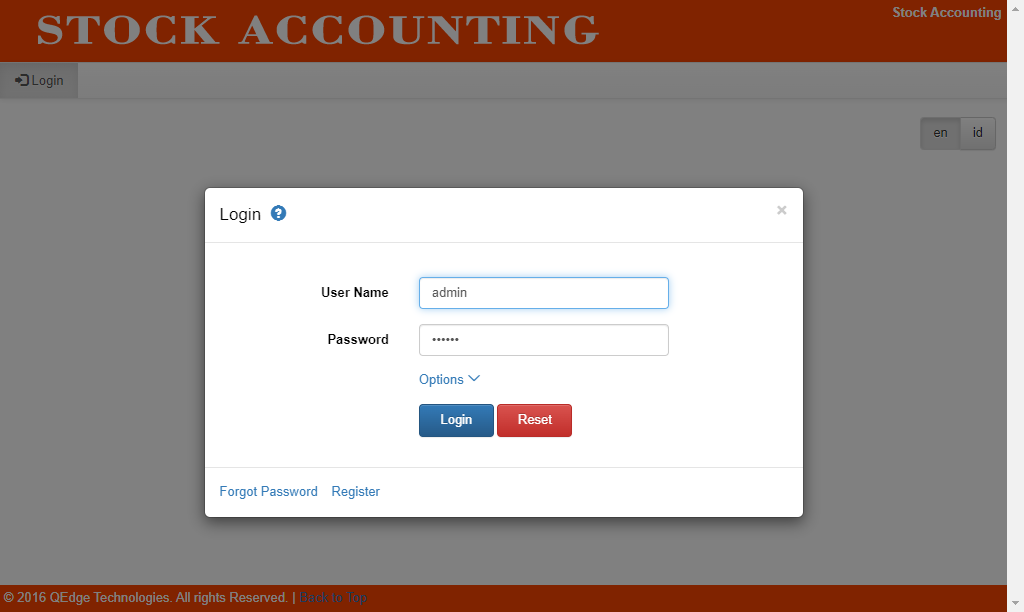 STOCK ACCOUNTING
Stock Accounting
Login
en id
Login
User Name admin
Password ••••••
Options
Login Reset
Forgot Password Register
© 2016 QEdge Technologies. All rights Reserved. | Back to Top